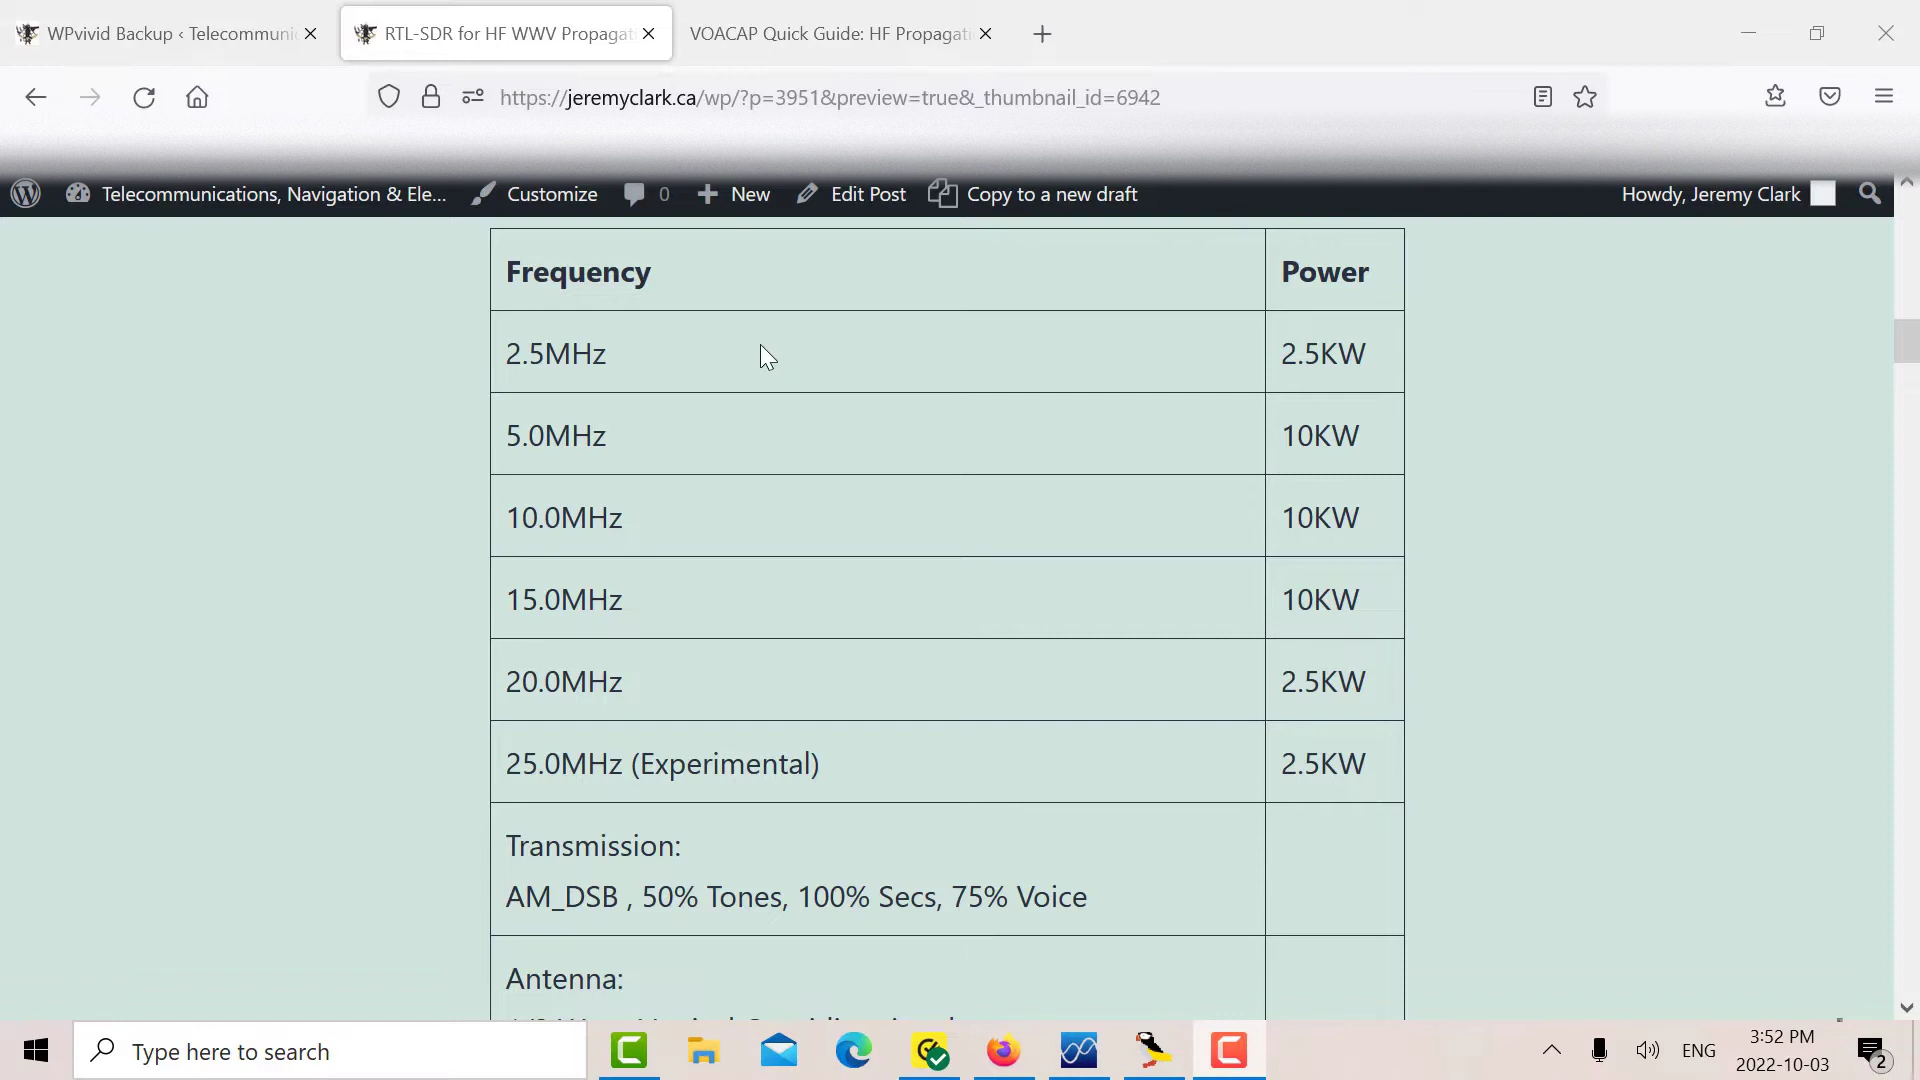 WPvivid Backup ‹ Telecommuni
RTL-SDR for HF WWV Propagat
VOACAP Quick Guide: HF Propagati
https://jeremyclark.ca/wp/?p=3951&preview=true&_thumbnail_id=6942
Telecommunications, Navigation & Ele...
Customize
0
New
Edit Post
Copy to a new draft
Howdy, Jeremy Clark
Frequency Power
2.5MHz 2.5KW
5.0MHz 10KW
10.0MHz 10KW
15.0MHz 10KW
20.0MHz 2.5KW
25.0MHz (Experimental) 2.5KW
Transmission:
AM_DSB , 50% Tones, 100% Secs, 75% Voice
Antenna:
Type here to search
ENG
3:52 PM
2022-10-03
2